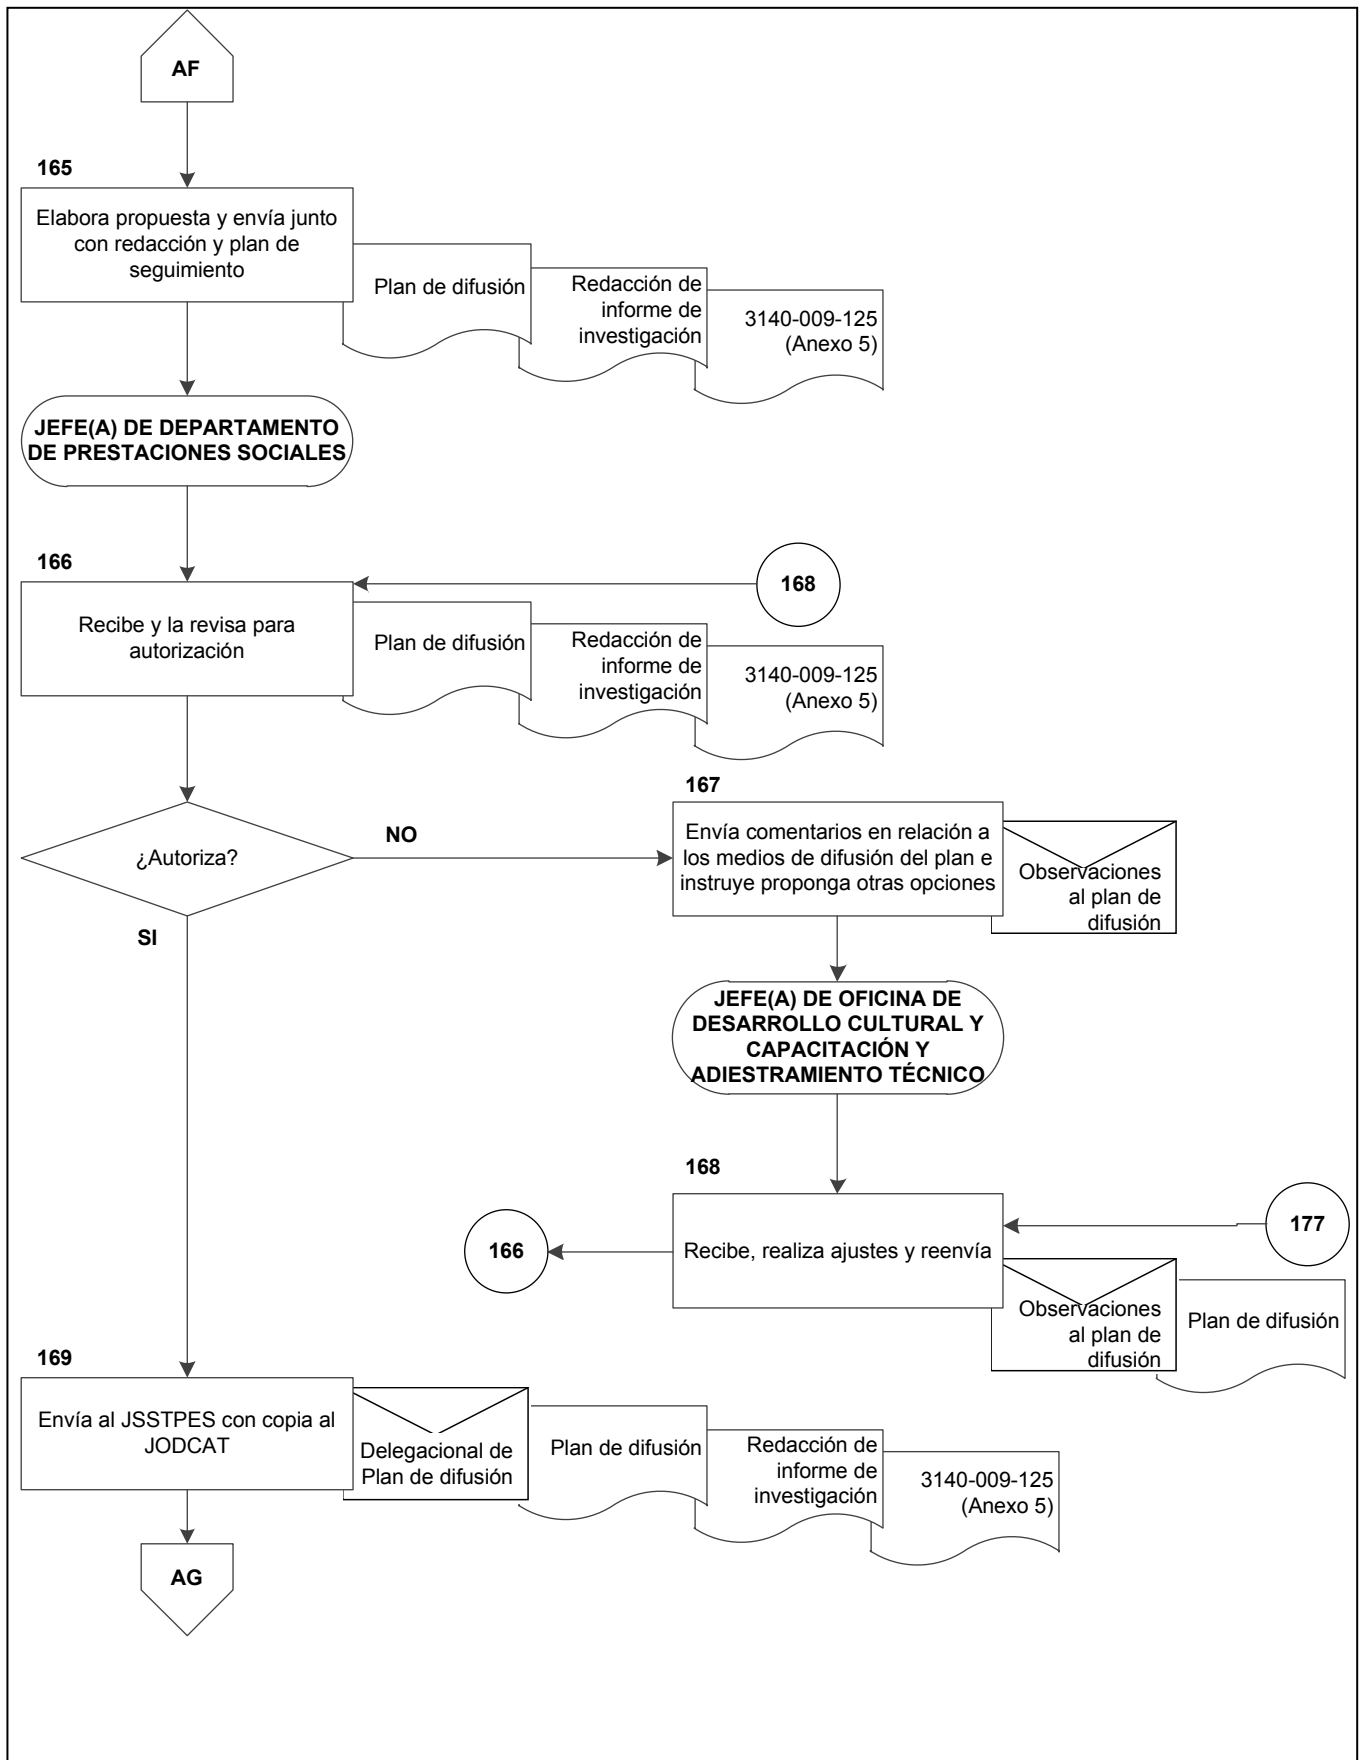 AF
165
Elabora propuesta y envía junto
con redacción y plan de
seguimiento
Plan de difusión
Redacción de
informe de
investigación
3140-009-125
(Anexo 5)
JEFE(A) DE DEPARTAMENTO
DE PRESTACIONES SOCIALES
166
168
Recibe y la revisa para
autorización
Plan de difusión
Redacción de
informe de
investigación
3140-009-125
(Anexo 5)
¿Autoriza?
NO
SI
167
Envía comentarios en relación a
los medios de difusión del plan e
instruye proponga otras opciones
Observaciones
al plan de
difusión
JEFE(A) DE OFICINA DE
DESARROLLO CULTURAL Y
CAPACITACIÓN Y
ADIESTRAMIENTO TÉCNICO
168
177
166
Recibe, realiza ajustes y reenvía
Observaciones
al plan de
difusión
Plan de difusión
169
Envía al JSSTPES con copia al
JODCAT
Delegacional de
Plan de difusión
Plan de difusión
Redacción de
informe de
investigación
3140-009-125
(Anexo 5)
AG